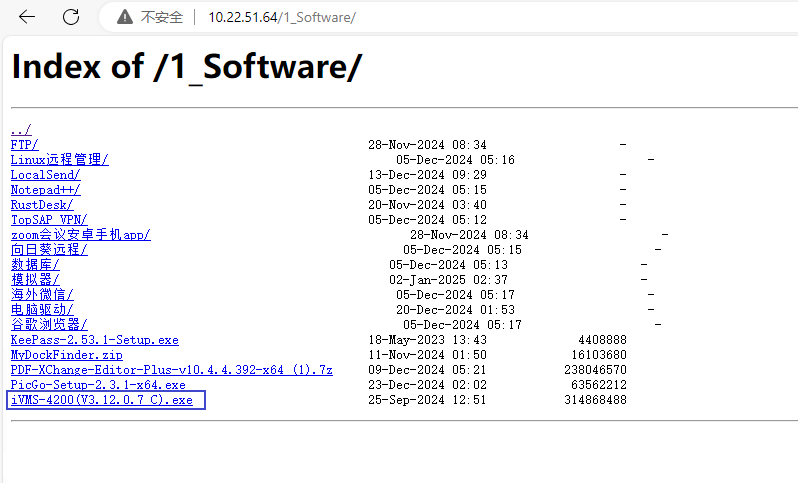 不安全 10.22.51.64/1_Software/
Index of /1_Software/
../
FTP/ 28-Nov-2024 08:34 -
Linux远程管理/ 05-Dec-2024 05:16 -
LocalSend/ 13-Dec-2024 09:29 -
Notepad++/ 05-Dec-2024 05:15 -
RustDesk/ 20-Nov-2024 03:40 -
TopSAP VPN/ 05-Dec-2024 05:12 -
zoom会议安卓手机app/ 28-Nov-2024 08:34 -
向日葵远程/ 05-Dec-2024 05:15 -
数据库/ 05-Dec-2024 05:13 -
模拟器/ 02-Jan-2025 02:37 -
海外微信/ 05-Dec-2024 05:17 -
电脑驱动/ 20-Dec-2024 01:53 -
谷歌浏览器/ 05-Dec-2024 05:17 -
KeePass-2.53.1-Setup.exe 18-May-2023 13:43 4408888
MyDockFinder.zip 11-Nov-2024 01:50 16103680
PDF-XChange-Editor-Plus-v10.4.4.392-x64 (1).7z 09-Dec-2024 05:21 238046570
PicGo-Setup-2.3.1-x64.exe 23-Dec-2024 02:02 63562212
iVMS-4200(V3.12.0.7 C).exe 25-Sep-2024 12:51 314868488